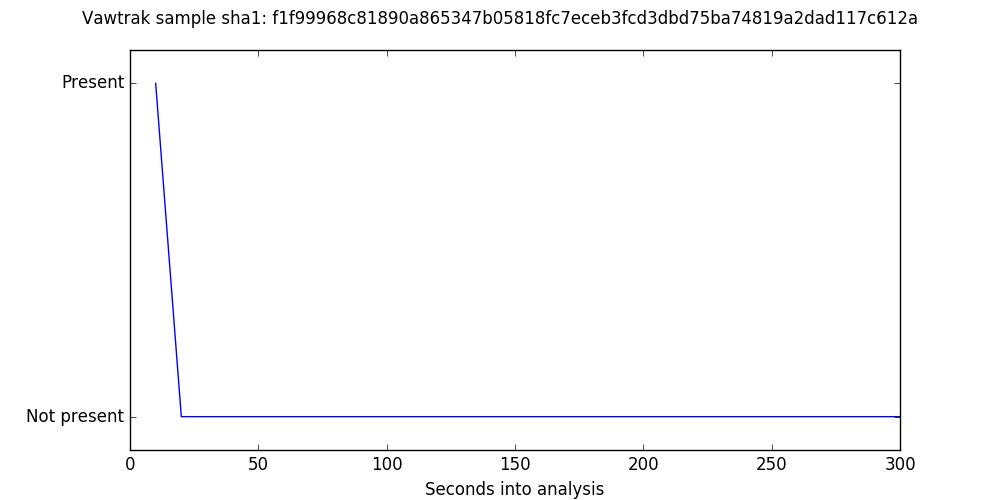 Vawtrak sample sha1: f1f99968c81890a865347b05818fc7eceb3fcd3dbd75ba74819a2dad117c612a
Present
Not present
0 50 100 150 200 250 300
Seconds into analysis